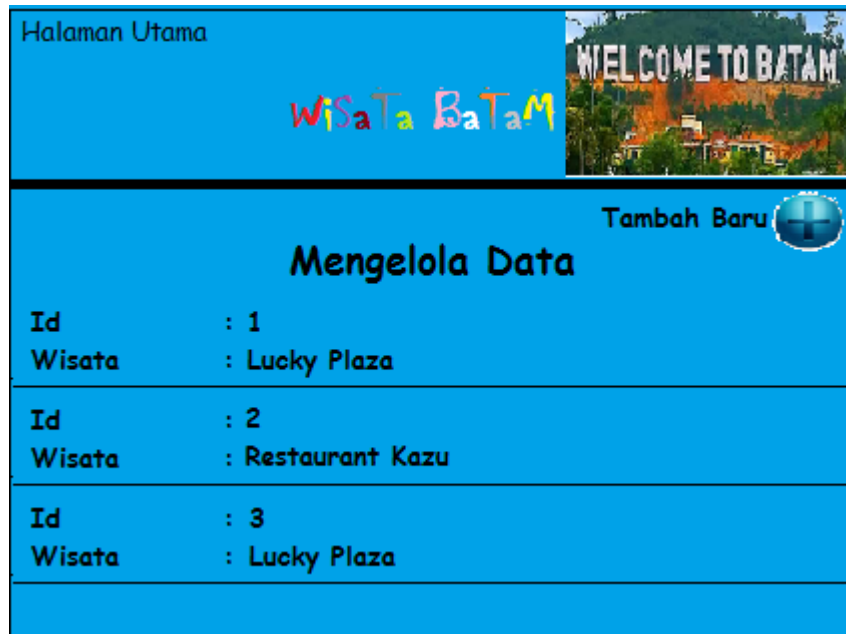 Halaman Utama
WELCOME TO BATAM
WiSaTa BaTaM
Tambah Baru
Mengelola Data
Id : 1
Wisata : Lucky Plaza
Id : 2
Wisata : Restaurant Kazu
Id : 3
Wisata : Lucky Plaza